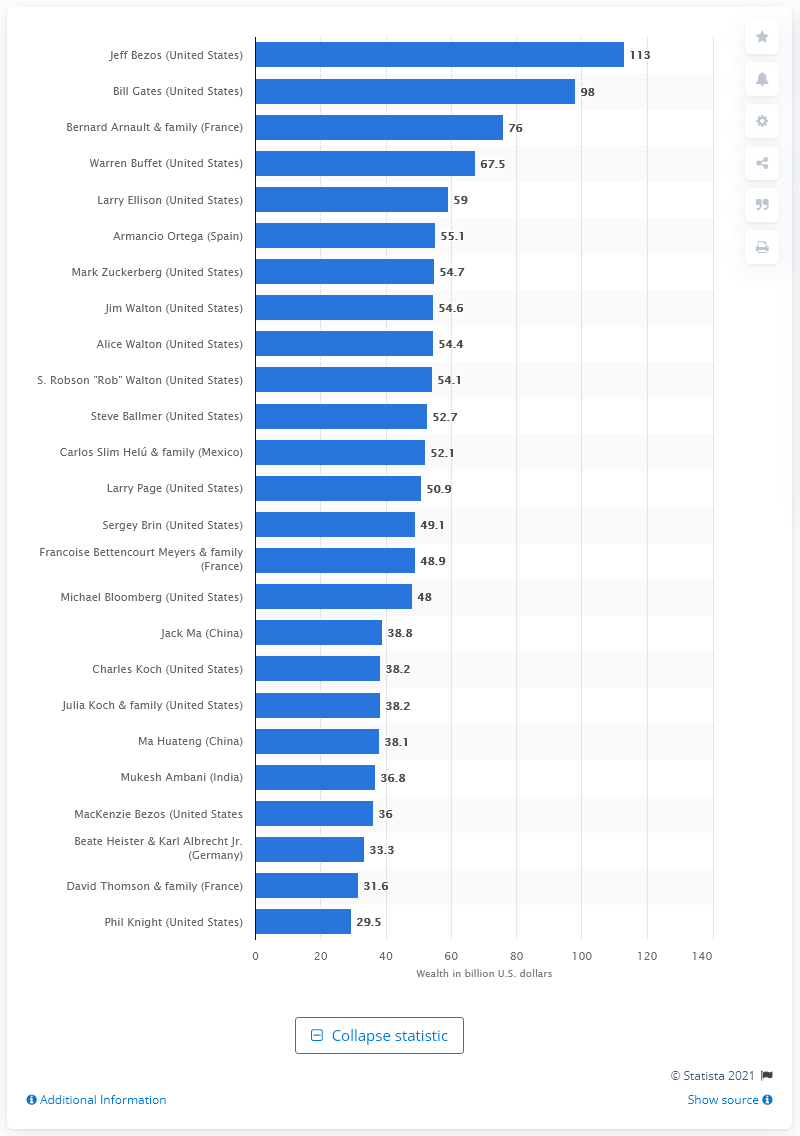 Jeff Bezos (United States) 113
Bill Gates (United States) 98
Bernard Arnault & family (France) 76
Warren Buffet (United States) 67.5
Larry Ellison (United States) 59
Armancio Ortega (Spain) 55.1
Mark Zuckerberg (United States) 54.7
Jim Walton (United States) 54.6
Alice Walton (United States) 54.4
S. Robson "Rob" Walton (United States) 54.1
Steve Ballmer (United States) 52.7
Carlos Slim Helú & family (Mexico) 52.1
Larry Page (United States) 50.9
Sergey Brin (United States) 49.1
Francoise Bettencourt Meyers & family
(France) 48.9
Michael Bloomberg (United States) 48
Jack Ma (China) 38.8
Charles Koch (United States) 38.2
Julia Koch & family (United States) 38.2
Ma Huateng (China) 38.1
Mukesh Ambani (India) 36.8
MacKenzie Bezos (United States 36
Beate Heister & Karl Albrecht Jr.
(Germany) 33.3
David Thomson & family (France) 31.6
Phil Knight (United States) 29.5
0 20 40 60 80 100 120 140
Wealth in billion U.S. dollars
Collapse statistic
© Statista 2021
Additional Information Show source